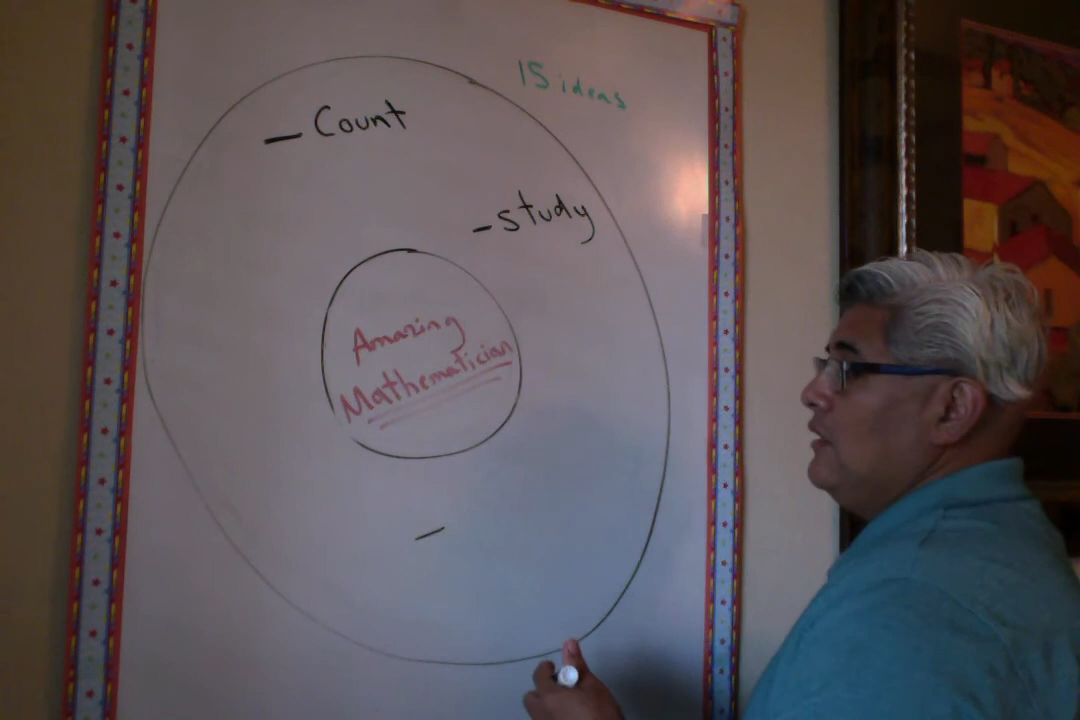 15 ideas
- Count
- study
Amazing
Mathematician
-